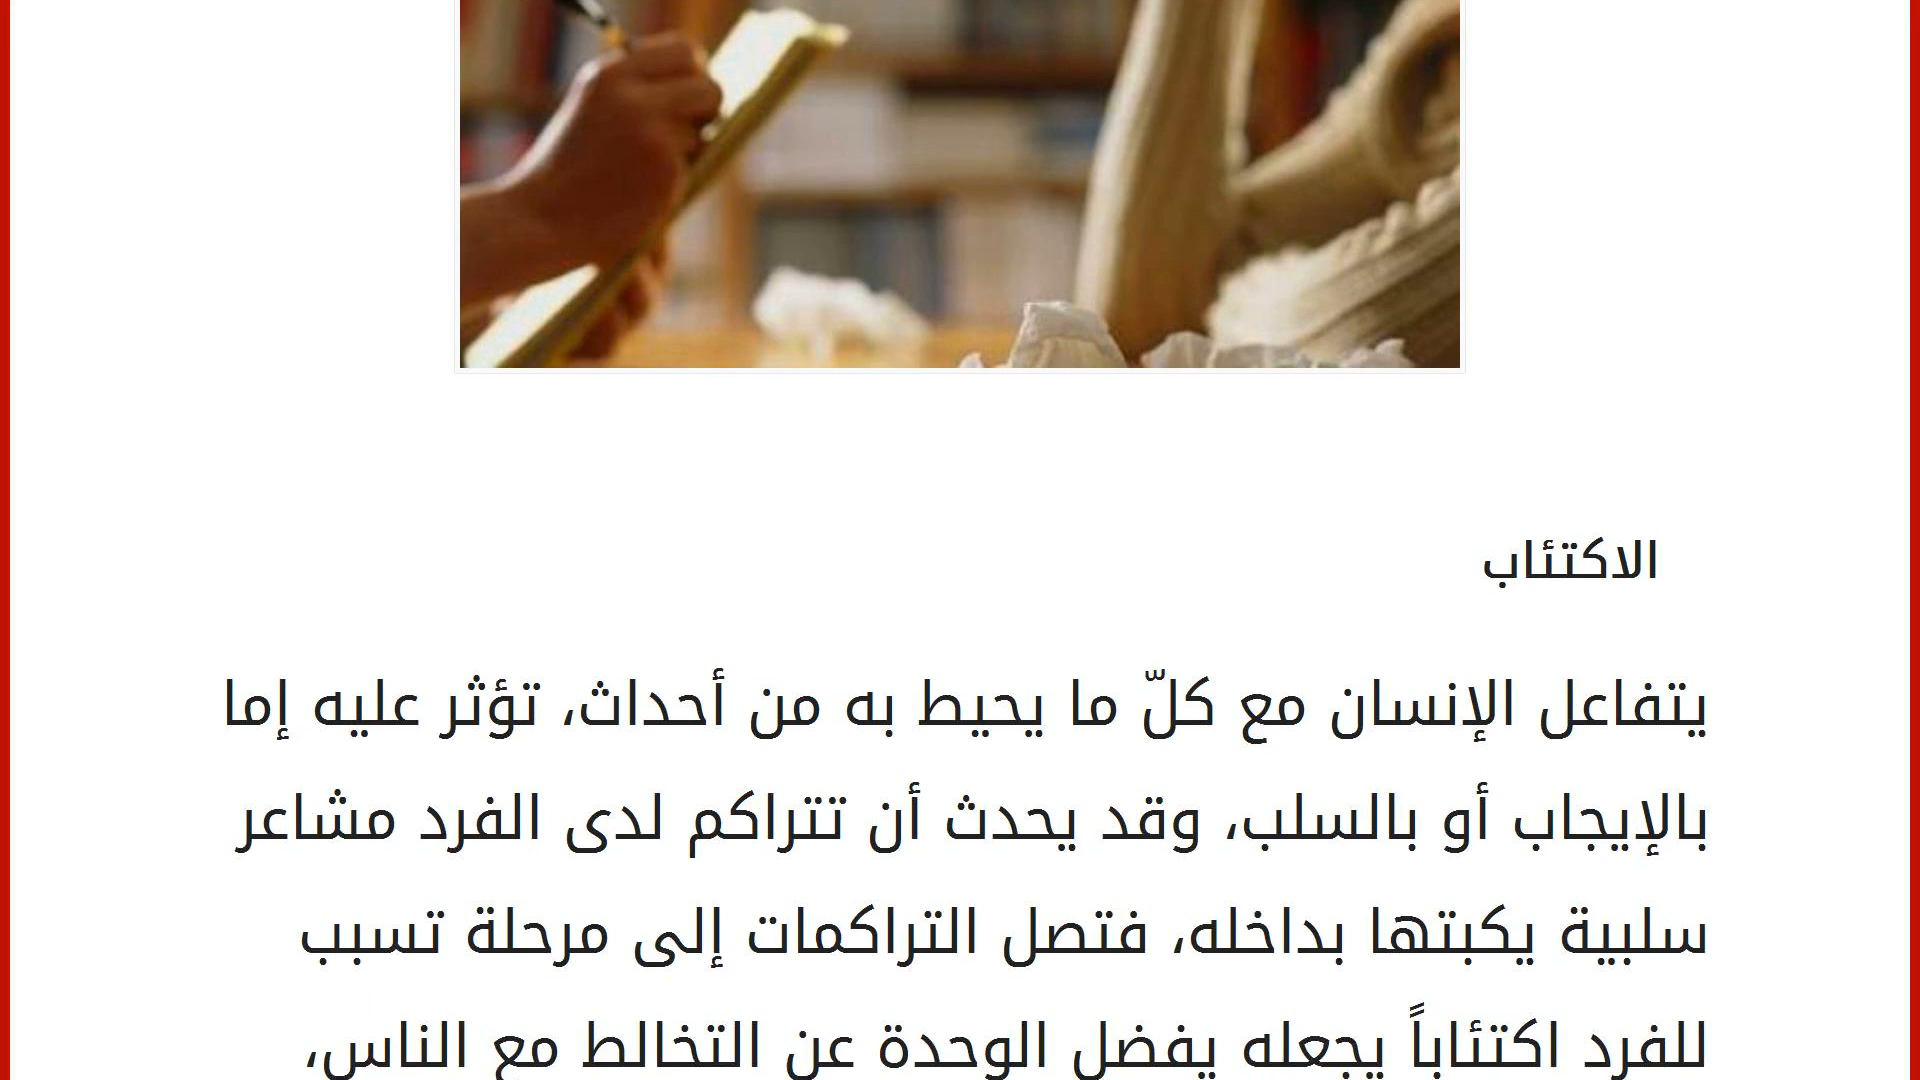 الاكتئاب
يتفاعل الإنسان مع كلّ ما يحيط به من أحداث، تؤثر عليه إما
بالإيجاب أو بالسلب، وقد يحدث أن تتراكم لدى الفرد مشاعر
سلبية يكبتها بداخله، فتصل التراكمات إلى مرحلة تسبب
للفرد اكتئاباً يجعله يفضل الوحدة عن التخالط مع الناس،